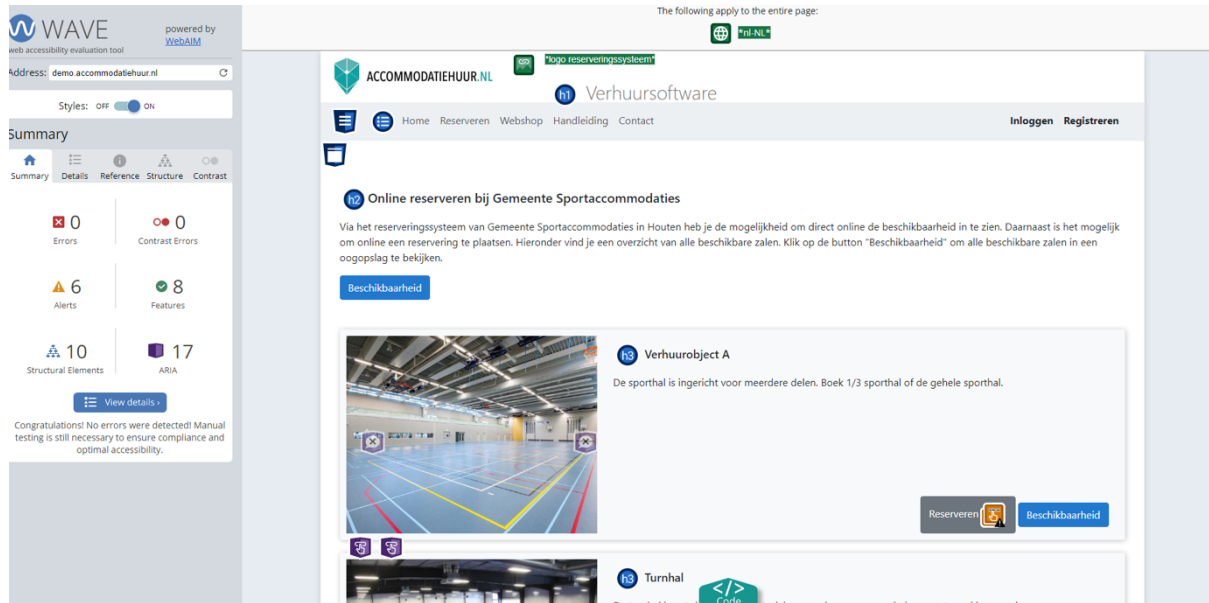 The following apply to the entire page:
*nl-NL*
WAVE
web accessibility evaluation tool
powered by
WebAIM
Address: demo.accommodatiehuur.nl
Styles: OFF ON
Summary
Summary Details Reference Structure Contrast
0 Errors
0 Contrast Errors
6 Alerts
8 Features
10 Structural Elements
17 ARIA
View details ›
Congratulations! No errors were detected! Manual
testing is still necessary to ensure compliance and
optimal accessibility.
ACCOMMODATIEHUUR.NL
*logo reserveringssysteem*
h1 Verhuursoftware
Home Reserveren Webshop Handleiding Contact
Inloggen Registreren
h2 Online reserveren bij Gemeente Sportaccommodaties
Via het reserveringssysteem van Gemeente Sportaccommodaties in Houten heb je de mogelijkheid om direct online de beschikbaarheid in te zien. Daarnaast is het mogelijk
om online een reservering te plaatsen. Hieronder vind je een overzicht van alle beschikbare zalen. Klik op de button "Beschikbaarheid" om alle beschikbare zalen in een
oogopslag te bekijken.
Beschikbaarheid
h3 Verhuurobject A
De sporthal is ingericht voor meerdere delen. Boek 1/3 sporthal of de gehele sporthal.
Reserveren
Beschikbaarheid
h3 Turnhal
</>
Code